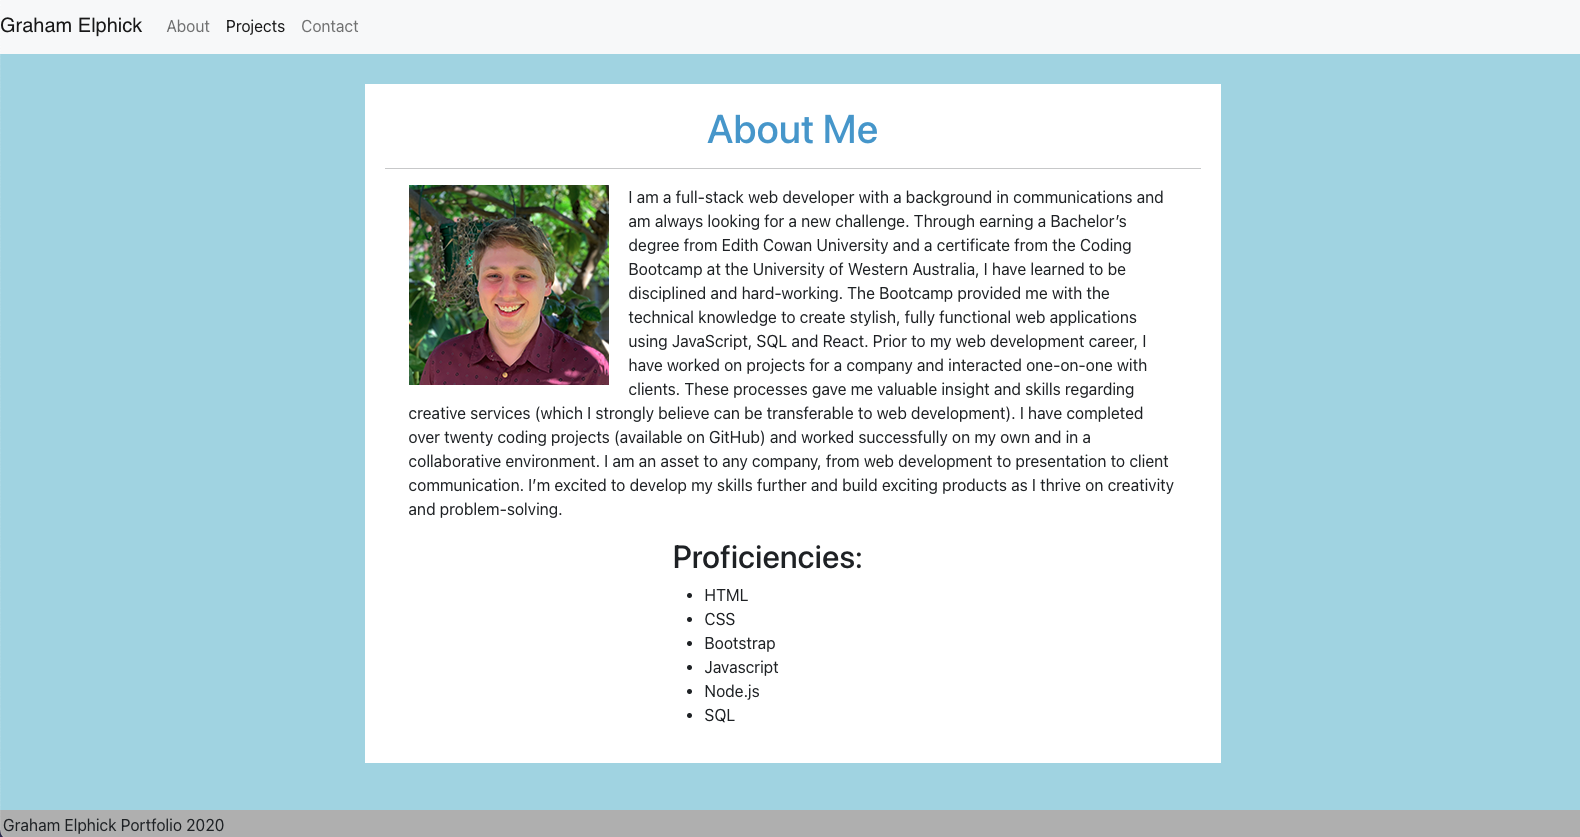 Graham Elphick About Projects Contact
About Me
I am a full-stack web developer with a background in communications and
am always looking for a new challenge. Through earning a Bachelor’s
degree from Edith Cowan University and a certificate from the Coding
Bootcamp at the University of Western Australia, I have learned to be
disciplined and hard-working. The Bootcamp provided me with the
technical knowledge to create stylish, fully functional web applications
using JavaScript, SQL and React. Prior to my web development career, I
have worked on projects for a company and interacted one-on-one with
clients. These processes gave me valuable insight and skills regarding
creative services (which I strongly believe can be transferable to web development). I have completed
over twenty coding projects (available on GitHub) and worked successfully on my own and in a
collaborative environment. I am an asset to any company, from web development to presentation to client
communication. I’m excited to develop my skills further and build exciting products as I thrive on creativity
and problem-solving.
Proficiencies:
• HTML
• CSS
• Bootstrap
• Javascript
• Node.js
• SQL
Graham Elphick Portfolio 2020